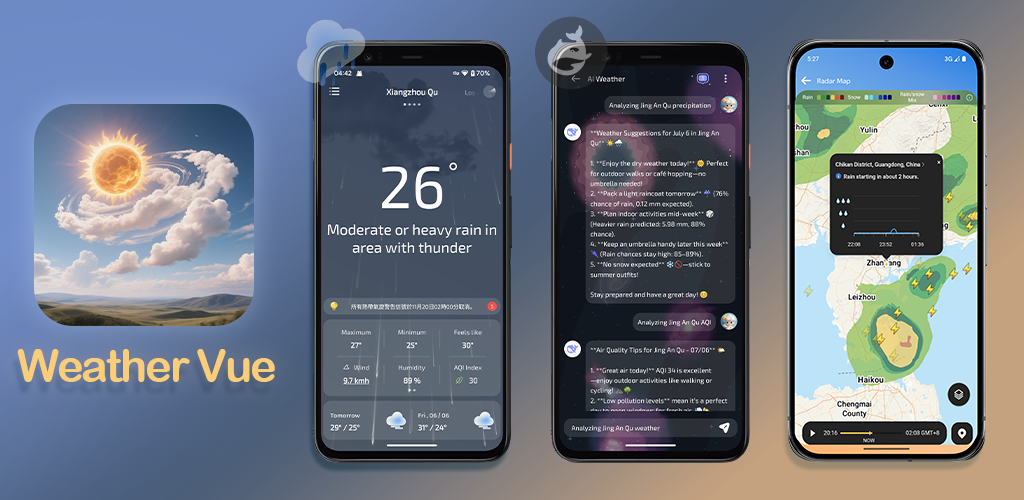 Weather Vue
04:42
70%
Xiangzhou Qu
26°
Moderate or heavy rain in
area with thunder
所有熱帶氣旋警告信號於11月20日02時00分取消。
5
Maximum Minimum Feels like
27° 25° 30°
Wind Humidity AQI Index
9.7 kmh 89 % 30
Tomorrow Fri , 06 / 06
29° / 25° 31° / 24°
AI Weather
Analyzing Jing An Qu precipitation
**Weather Suggestions for July 6 in Jing An
Qu** ☀️🌧️
1. **Enjoy the dry weather today!** 🌞 Perfect
for outdoor walks or café hopping—no
umbrella needed!
2. **Pack a light raincoat tomorrow** ☔ (76%
chance of rain, 0.12 mm expected).
3. **Plan indoor activities mid-week** 🎲
(Heavier rain predicted: 5.98 mm, 88%
chance).
4. **Keep an umbrella handy later this week**
🌂 (Rain chances stay high: 85–89%).
5. **No snow expected** ❄️🚫—stick to
summer outfits!
Stay prepared and have a great day! 😊
Analyzing Jing An Qu AQI
**Air Quality Tips for Jing An Qu - 07/06** 🌤️
1. **Great air today!** AQI 34 is excellent
—enjoy outdoor activities like walking or
cycling! 🚲🌳
2. **Low pollution levels** mean it's a perfect
day to open windows for fresh air.
Analyzing Jing An Qu weather
5:27
3G
Radar Map
Rain Snow Rain/snow
Mix
Yulin
Chikan District, Guangdong, China
Rain starting in about 2 hours.
22:08 23:52 01:36
Leizhou
Haikou
Chengmai
County
20:16 02:08 GMT+8
NOW